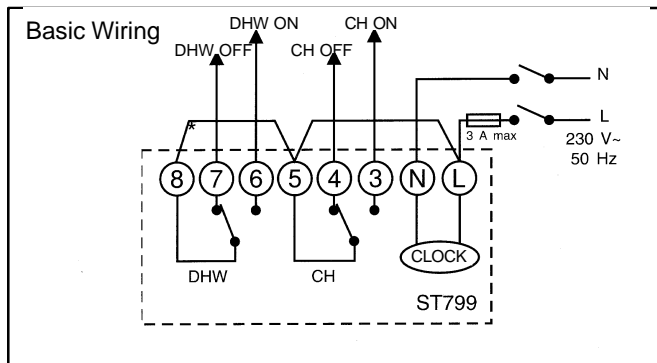 Basic Wiring
DHW ON
CH ON
DHW OFF
CH OFF
N
L
3 A max
230 V~
50 Hz
*
8 7 6 5 4 3 N L
CLOCK
DHW
CH
ST799